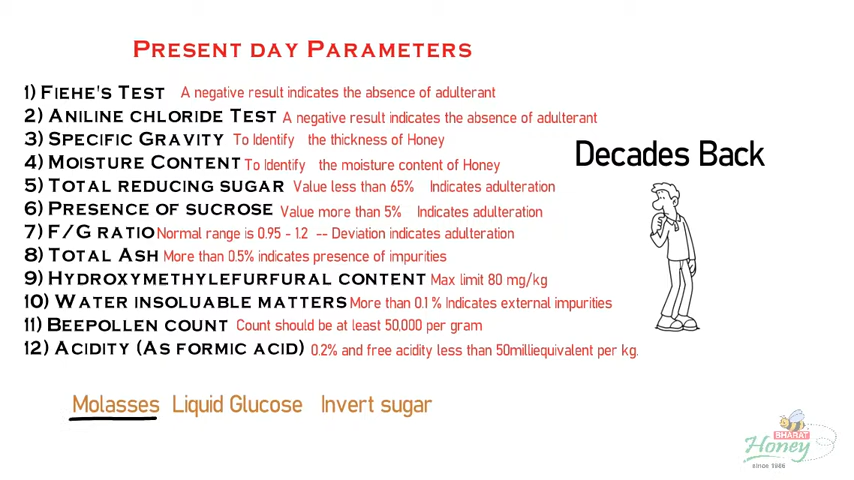 PRESENT DAY PARAMETERS
1) FIEHE'S TEST A negative result indicates the absence of adulterant
2) ANILINE CHLORIDE TEST A negative result indicates the absence of adulterant
3) SPECIFIC GRAVITY To Identify the thickness of Honey
4) MOISTURE CONTENT To Identify the moisture content of Honey
5) TOTAL REDUCING SUGAR Value less than 65% Indicates adulteration
6) PRESENCE OF SUCROSE Value more than 5% Indicates adulteration
7) F/G RATIO Normal range is 0.95 - 1.2 -- Deviation indicates adulteration
8) TOTAL ASH More than 0.5% indicates presence of impurities
9) HYDROXYMETHYLEFURFURAL CONTENT Max limit 80 mg/kg
10) WATER INSOLUABLE MATTERS More than 0.1 % Indicates external impurities
11) BEEPOLLEN COUNT Count should be at least 50,000 per gram
12) ACIDITY (AS FORMIC ACID) 0.2% and free acidity less than 50milliequivalent per kg.
Decades Back
Molasses Liquid Glucose Invert sugar
BHARAT
Honey
since 1986